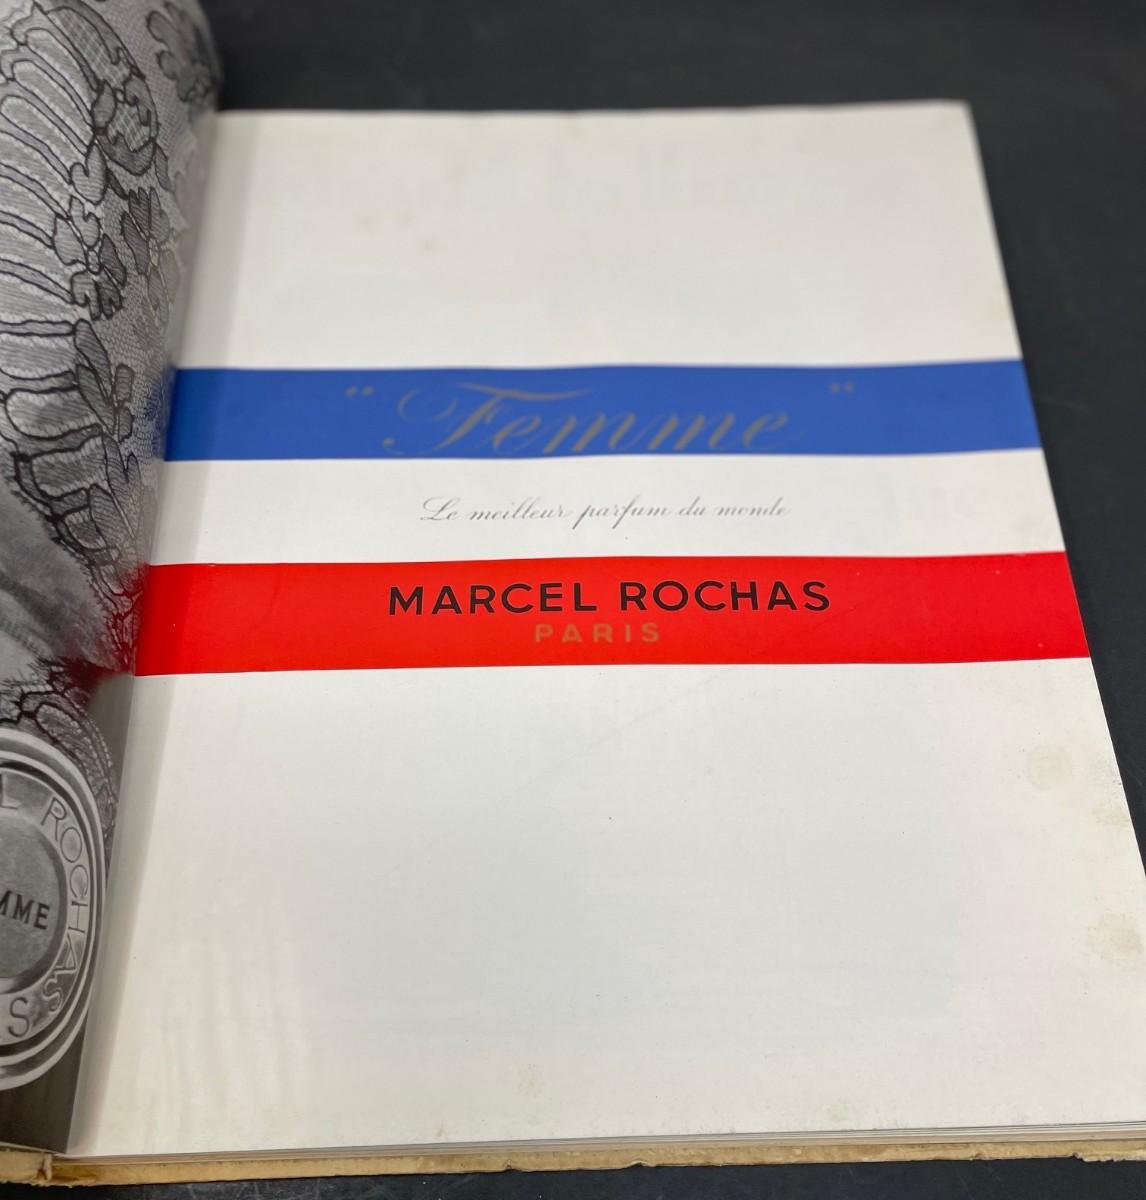 "Femme"
Le meilleur parfum du monde
MARCEL ROCHAS
PARIS
L ROCHAS
MME